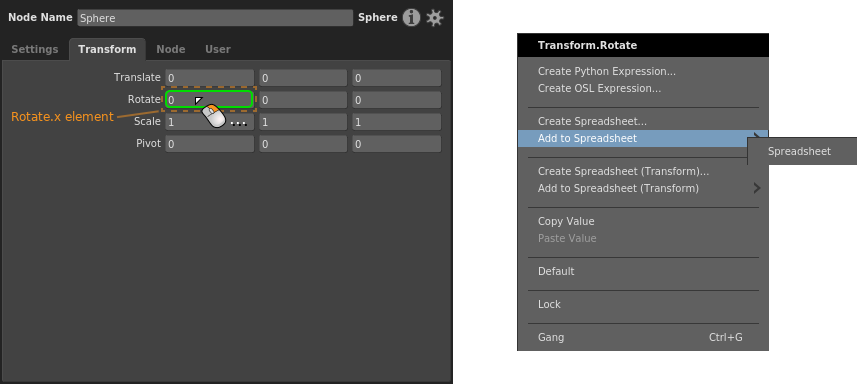 Node Name Sphere Sphere
Settings Transform Node User
Translate 0 0 0
Rotate 0 0 0
Rotate.x element
Scale 1 1 1
Pivot 0 0 0
Transform.Rotate
Create Python Expression...
Create OSL Expression...
Create Spreadsheet...
Add to Spreadsheet
Spreadsheet
Create Spreadsheet (Transform)...
Add to Spreadsheet (Transform)
Copy Value
Paste Value
Default
Lock
Gang Ctrl+G